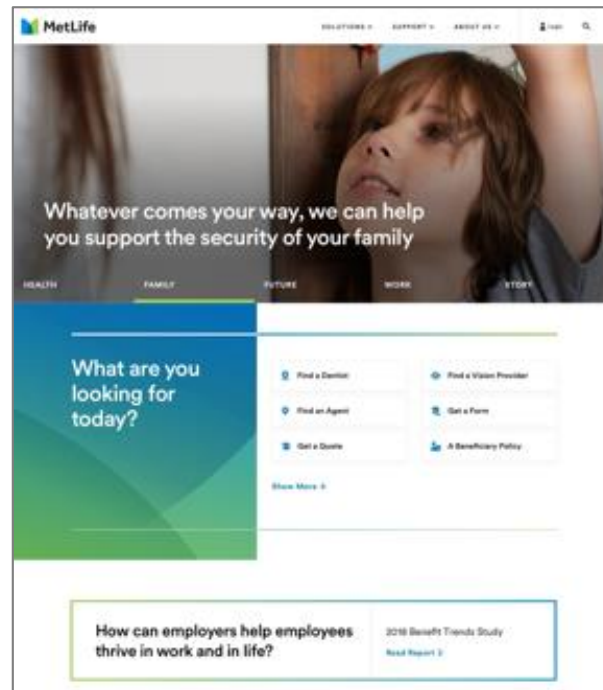 MetLife
SOLUTIONS
SUPPORT
ABOUT US
Login
Whatever comes your way, we can help
you support the security of your family
HEALTH
FAMILY
FUTURE
WORK
STORY
What are you
looking for
today?
Find a Dentist
Find a Vision Provider
Find an Agent
Get a Form
Get a Quote
A Beneficiary Policy
Show More
How can employers help employees
thrive in work and in life?
2018 Benefit Trends Study
Read Report